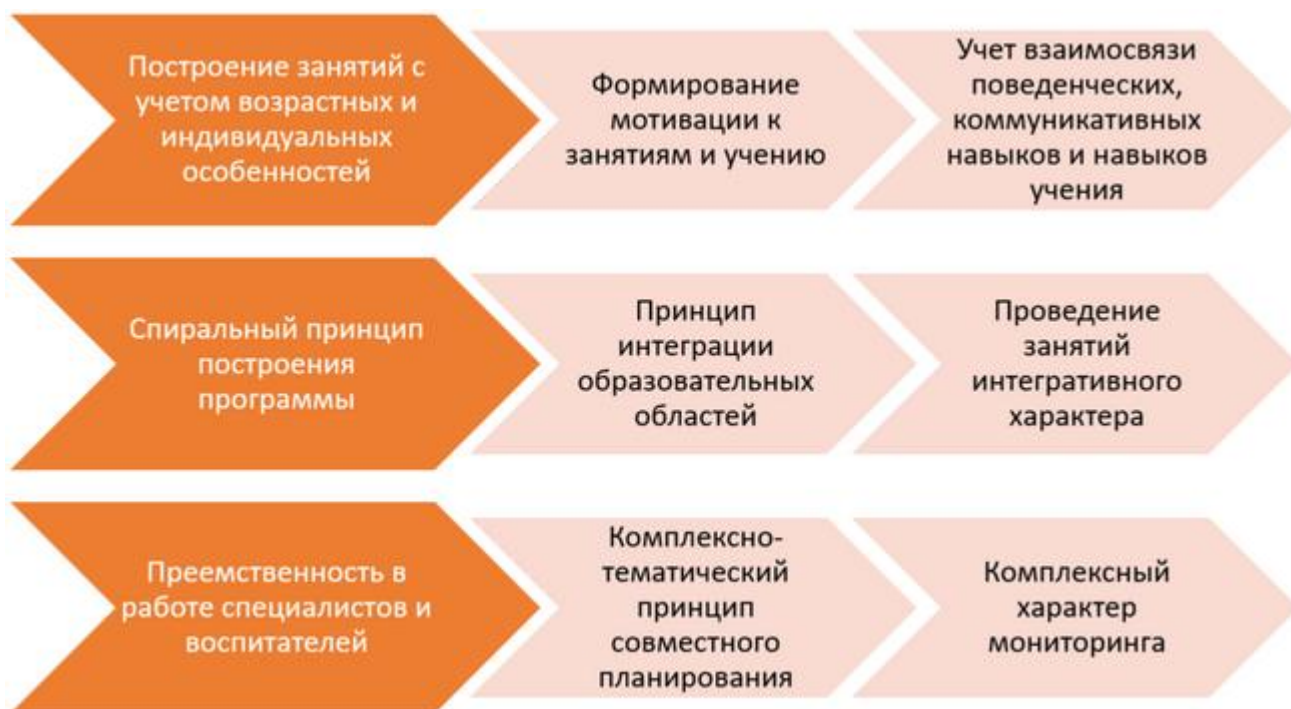 Построение занятий с
учетом возрастных и
индивидуальных
особенностей
Формирование
мотивации к
занятиям и учению
Учет взаимосвязи
поведенческих,
коммуникативных
навыков и навыков
учения
Спиральный принцип
построения
программы
Принцип
интеграции
образовательных
областей
Проведение
занятий
интегративного
характера
Преемственность в
работе специалистов и
воспитателей
Комплексно-
тематический
принцип
совместного
планирования
Комплексный
характер
мониторинга